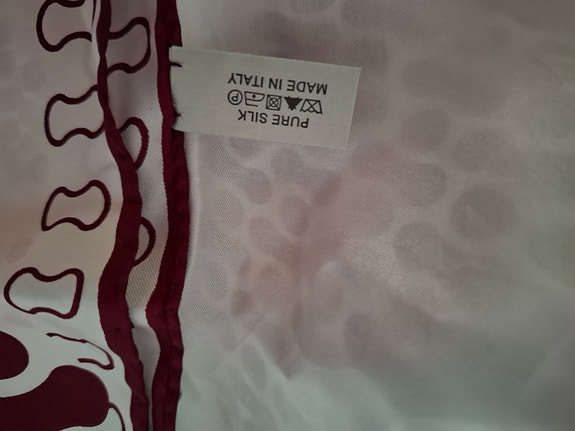 PURE SILK
Ⓟ
MADE IN ITALY